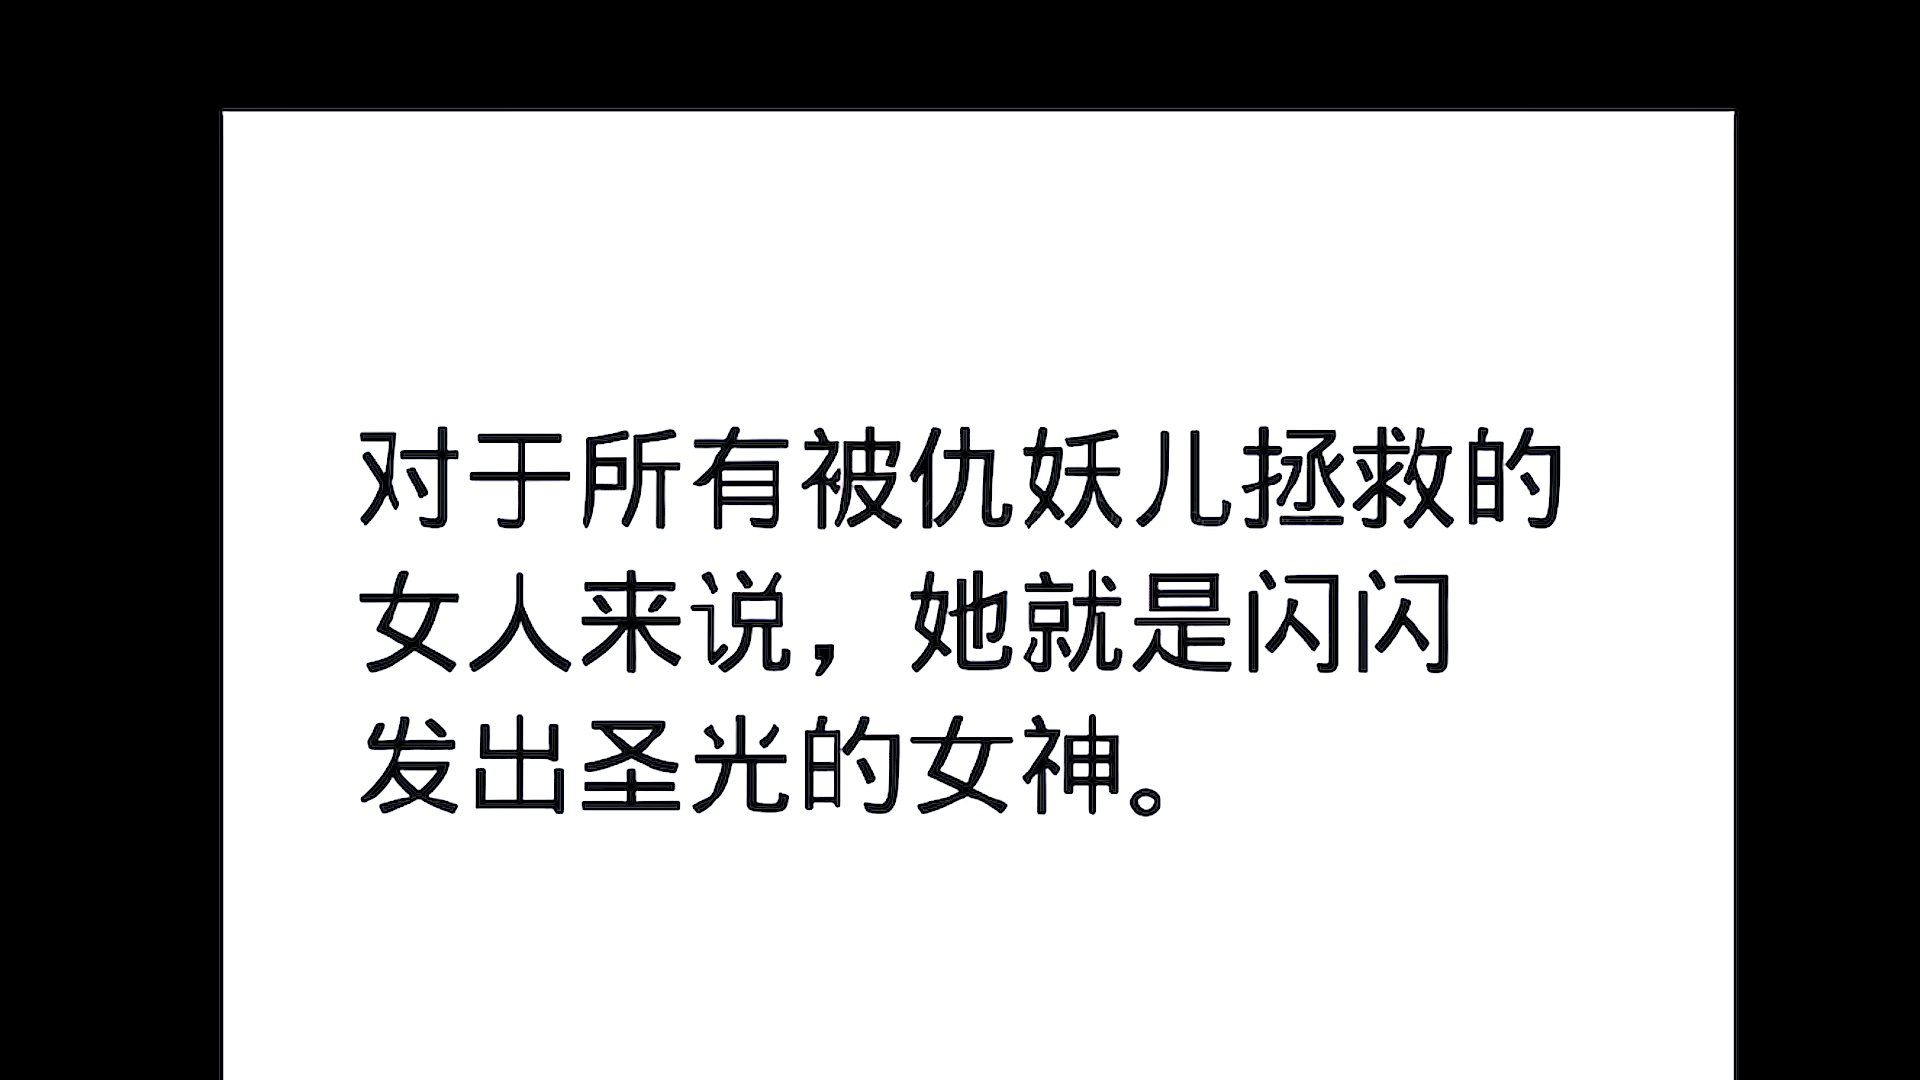 对于所有被仇妖儿拯救的
女人来说，她就是闪闪
发出圣光的女神。